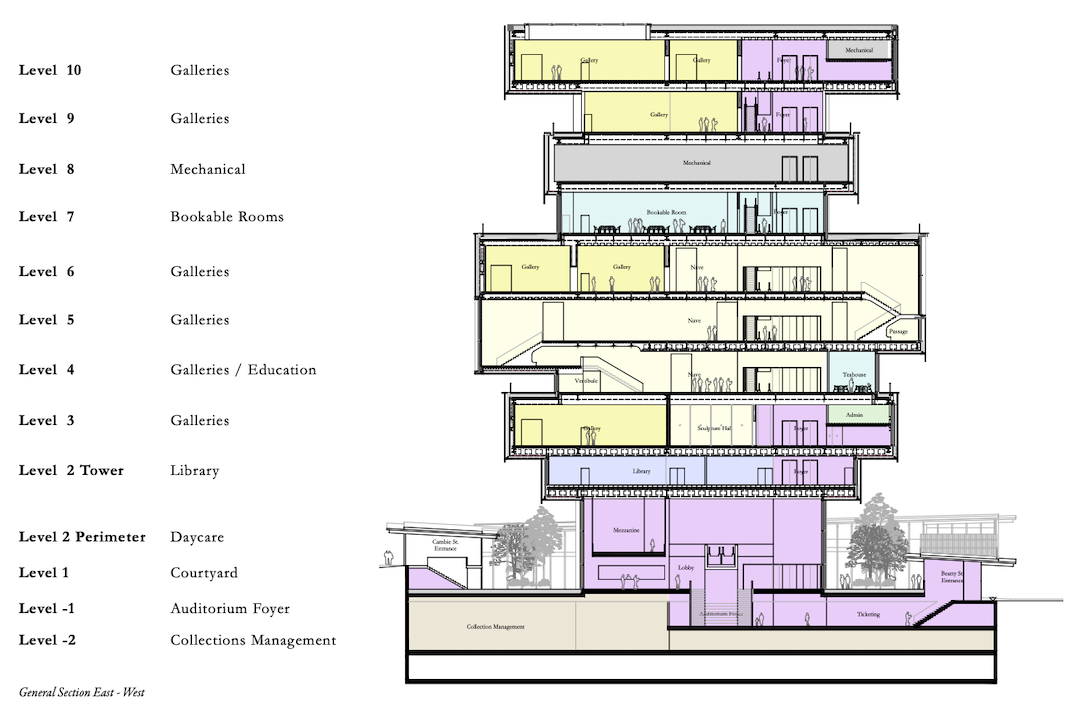 Level 10 Galleries
Level 9 Galleries
Level 8 Mechanical
Level 7 Bookable Rooms
Level 6 Galleries
Level 5 Galleries
Level 4 Galleries / Education
Level 3 Galleries
Level 2 Tower Library
Level 2 Perimeter Daycare
Level 1 Courtyard
Level -1 Auditorium Foyer
Level -2 Collections Management
General Section East - West
Gallery Gallery Foyer Mechanical
Gallery Foyer
Mechanical
Bookable Room Foyer
Gallery Gallery Nave
Nave Passage
Vestibule Nave Teahouse
Gallery Sculpture Hall Foyer Admin
Library Foyer
Mezzanine
Cambie St.
Entrance
Lobby
Beatty St.
Entrance
Auditorium Foyer Ticketing
Collection Management